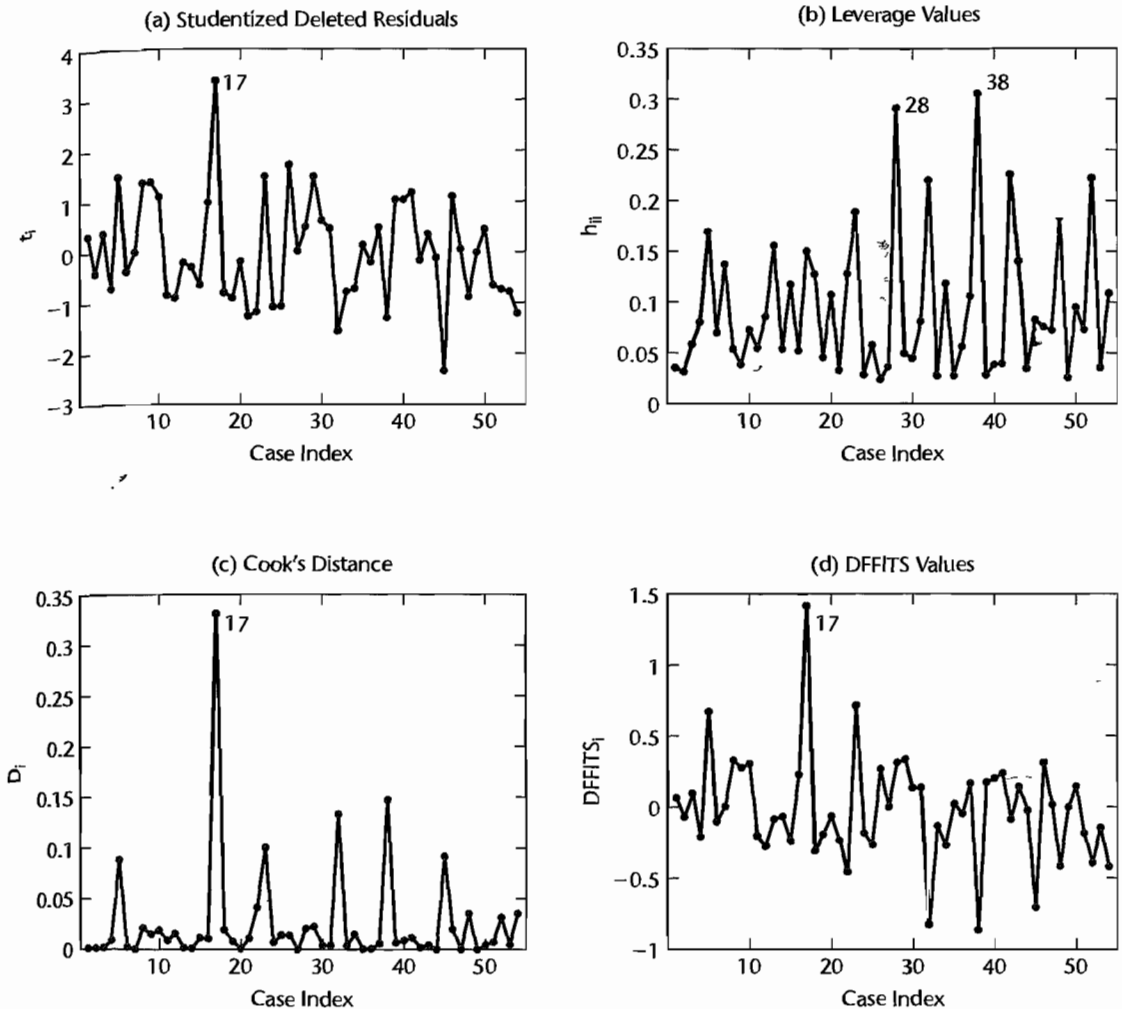 (a) Studentized Deleted Residuals
4
3
2
1
0
−1
−2
−3
tᵢ
17
10 20 30 40 50
Case Index
(b) Leverage Values
0.35
0.3
0.25
0.2
0.15
0.1
0.05
0
hᵢᵢ
28
38
10 20 30 40 50
Case Index
(c) Cook's Distance
0.35
0.3
0.25
0.2
0.15
0.1
0.05
0
Dᵢ
17
10 20 30 40 50
Case Index
(d) DFFITS Values
1.5
1
0.5
0
−0.5
−1
DFFITSᵢ
17
10 20 30 40 50
Case Index